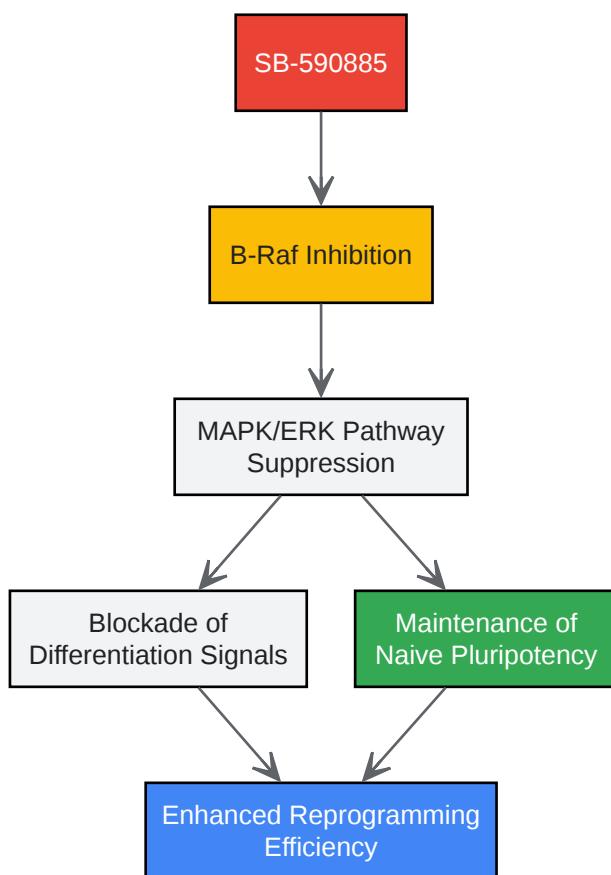 SB-590885
B-Raf Inhibition
MAPK/ERK Pathway
Suppression
Blockade of
Differentiation Signals
Maintenance of
Naive Pluripotency
Enhanced Reprogramming
Efficiency